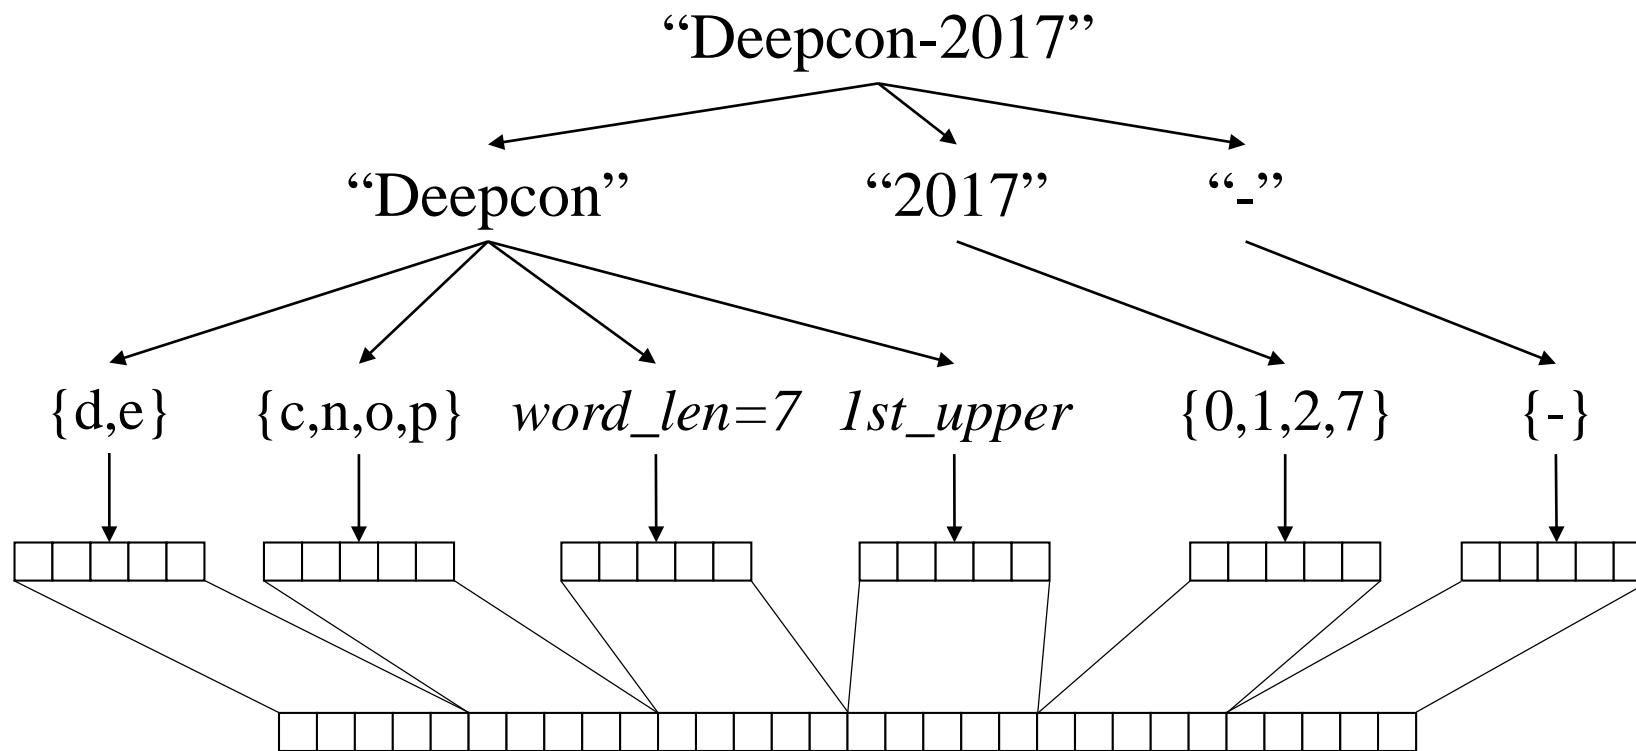 “Deepcon-2017”
“Deepcon” “2017” “-”
{d,e} {c,n,o,p} word_len=7 1st_upper {0,1,2,7} {-}